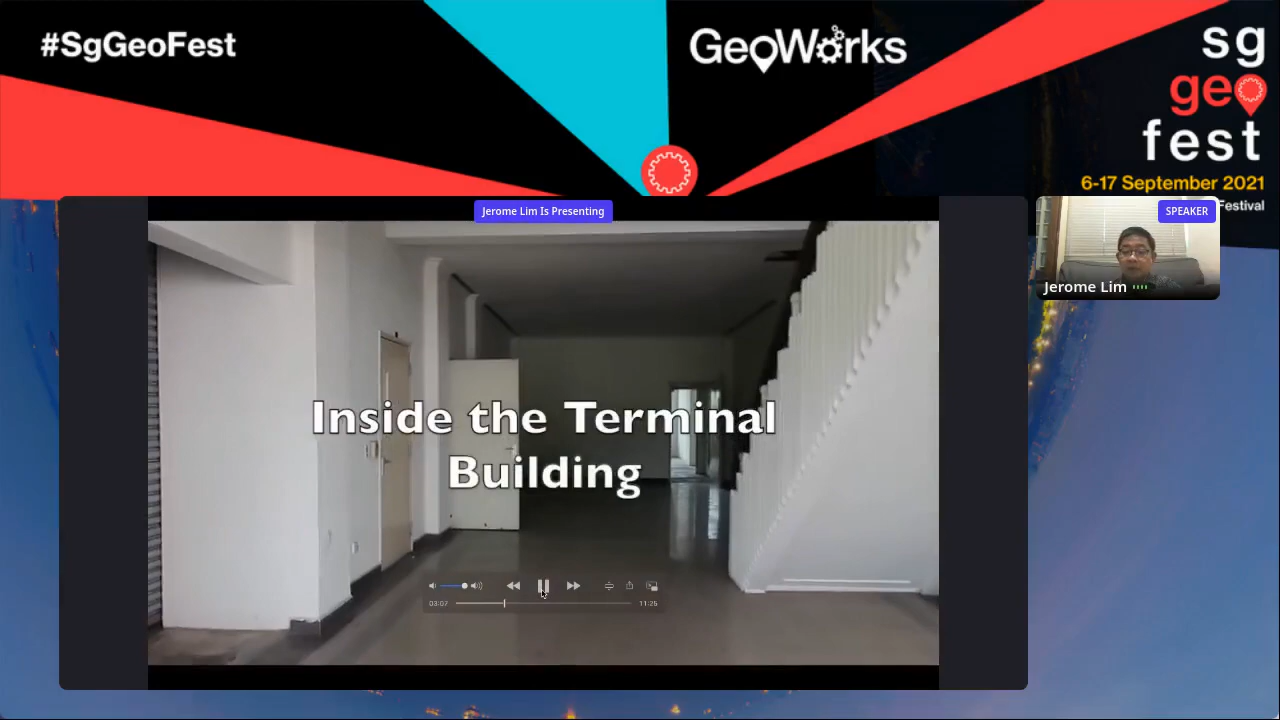 #SgGeoFest
GeoWorks
sg
geo
fest
6-17 September 2021
Festival
Jerome Lim Is Presenting
SPEAKER
Jerome Lim
Inside the Terminal
Building
03:07
11:25